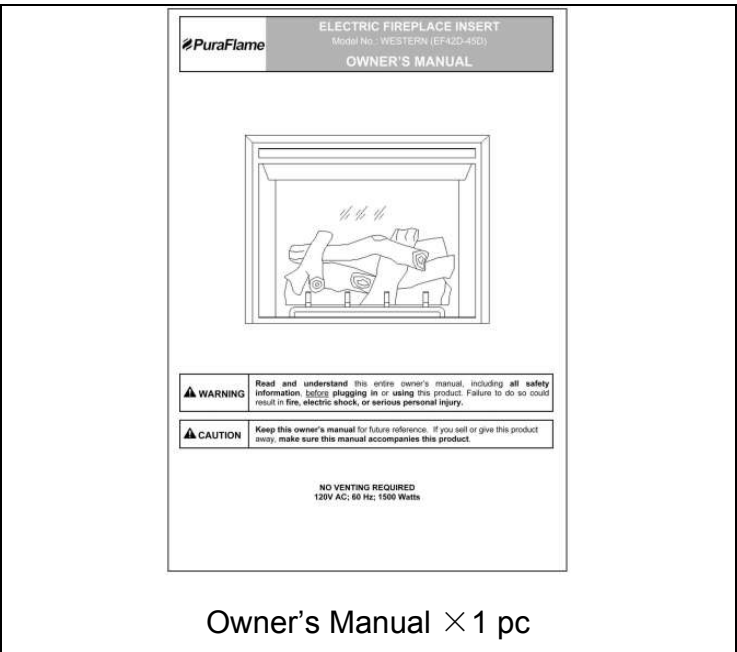 PuraFlame
ELECTRIC FIREPLACE INSERT
Model No.: WESTERN (EF42D-45D)
OWNER'S MANUAL
WARNING
Read and understand this entire owner's manual, including all safety
information, before plugging in or using this product. Failure to do so could
result in fire, electric shock, or serious personal injury.
CAUTION
Keep this owner's manual for future reference. If you sell or give this product
away, make sure this manual accompanies this product.
NO VENTING REQUIRED
120V AC; 60 Hz; 1500 Watts
Owner's Manual ×1 pc